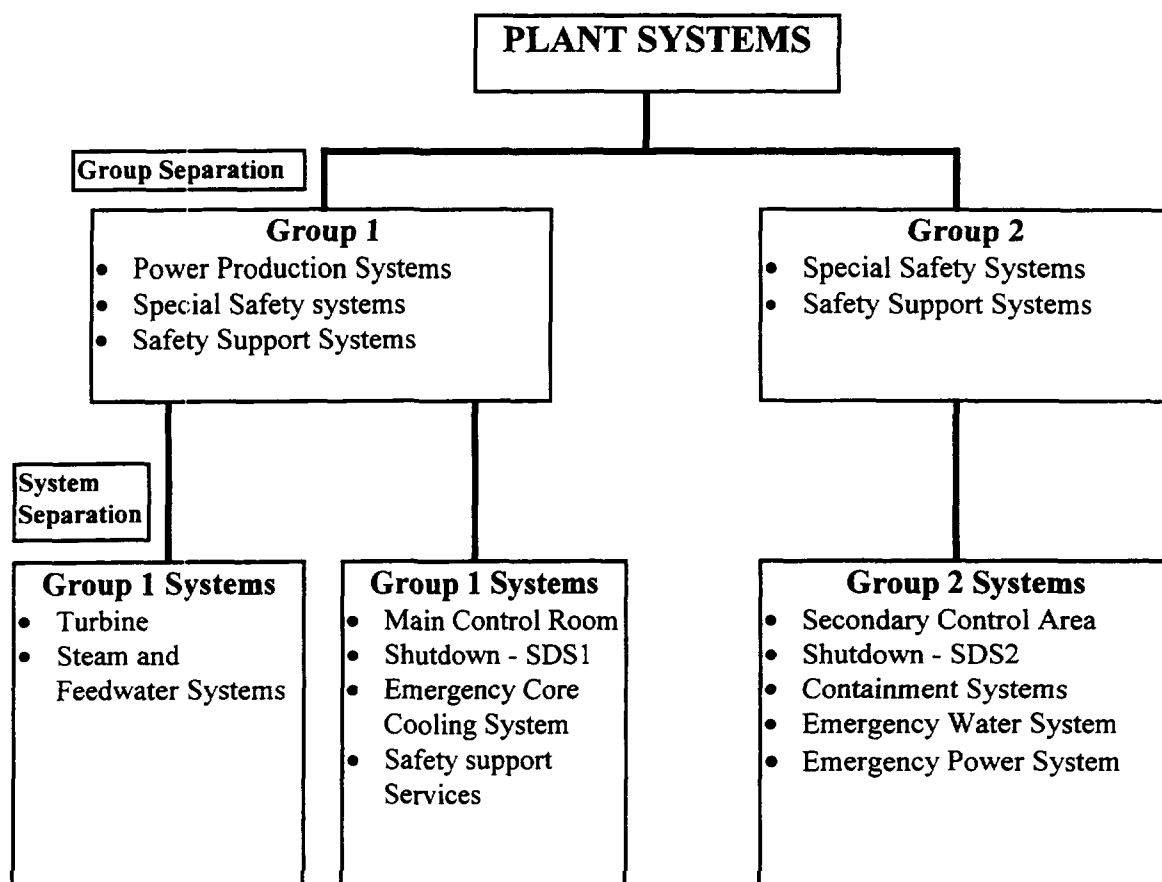 PLANT SYSTEMS
Group Separation
Group 1
• Power Production Systems
• Special Safety systems
• Safety Support Systems
Group 2
• Special Safety Systems
• Safety Support Systems
System
Separation
Group 1 Systems
• Turbine
• Steam and
Feedwater Systems
Group 1 Systems
• Main Control Room
• Shutdown - SDS1
• Emergency Core
Cooling System
• Safety support
Services
Group 2 Systems
• Secondary Control Area
• Shutdown - SDS2
• Containment Systems
• Emergency Water System
• Emergency Power System